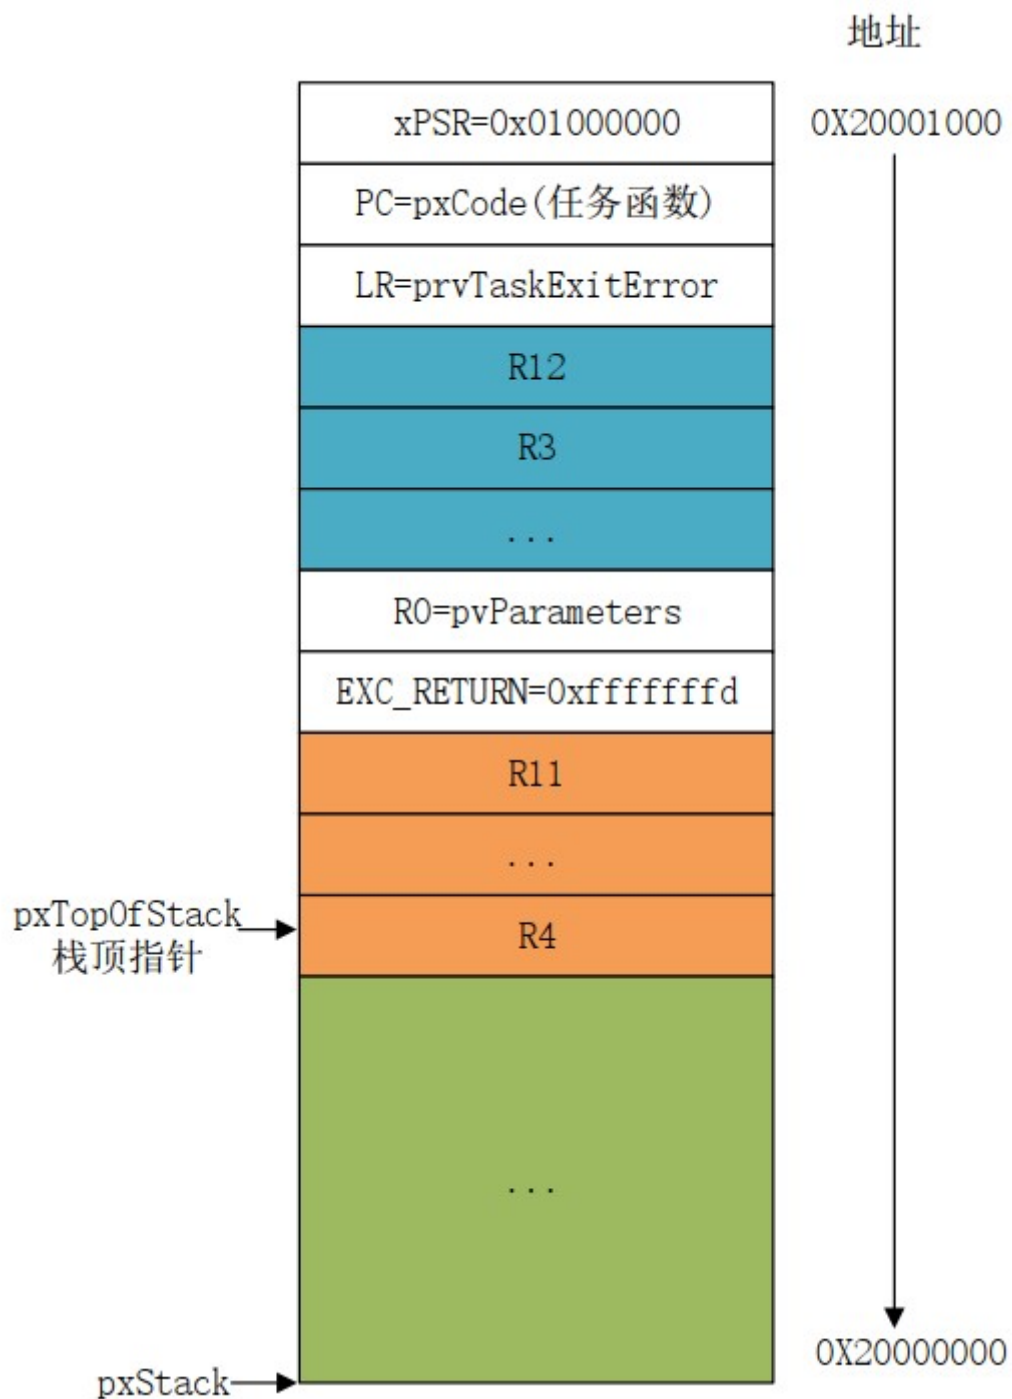 地址
xPSR=0x01000000
0X20001000
PC=pxCode(任务函数)
LR=prvTaskExitError
R12
R3
...
R0=pvParameters
EXC_RETURN=0xfffffffd
R11
...
pxTopOfStack
栈顶指针
R4
...
0X20000000
pxStack